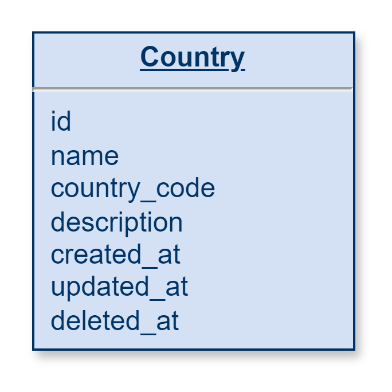 Country
id
name
country_code
description
created_at
updated_at
deleted_at